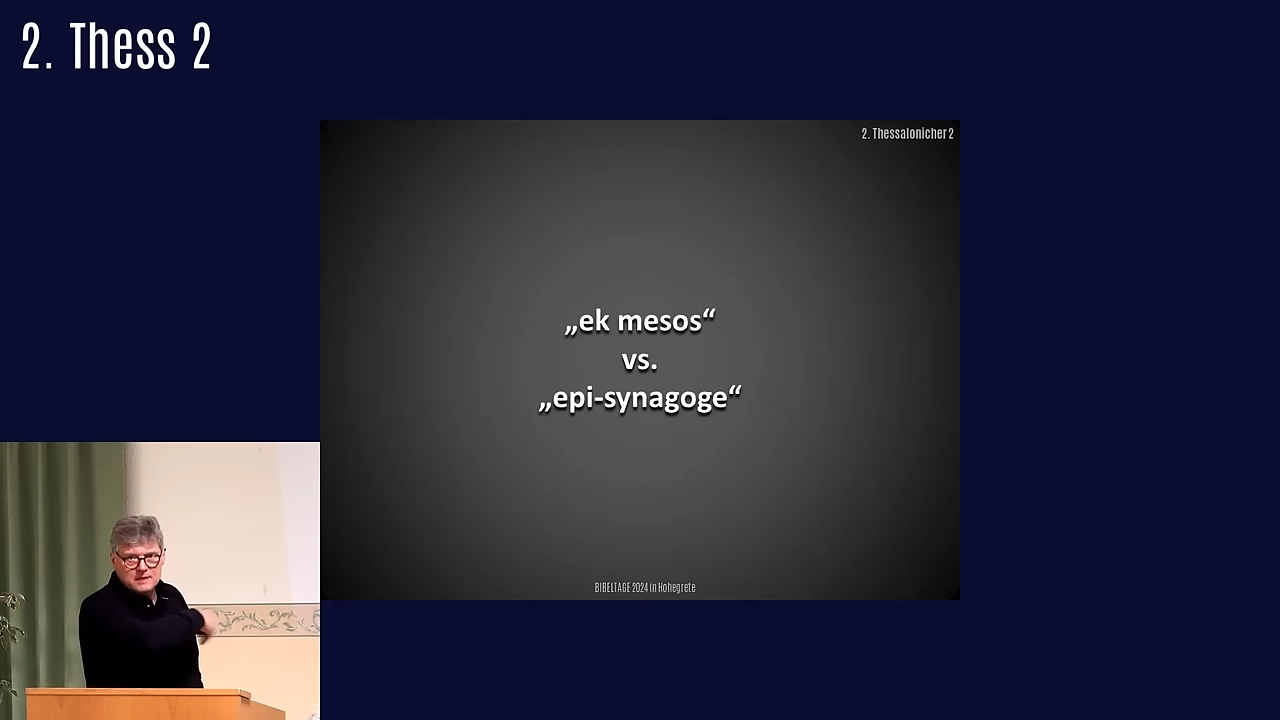 2. Thess 2
2. Thessalonicher 2
„ek mesos“
vs.
„epi-synagoge“
BIBELTAGE 2024 in Hohegrete